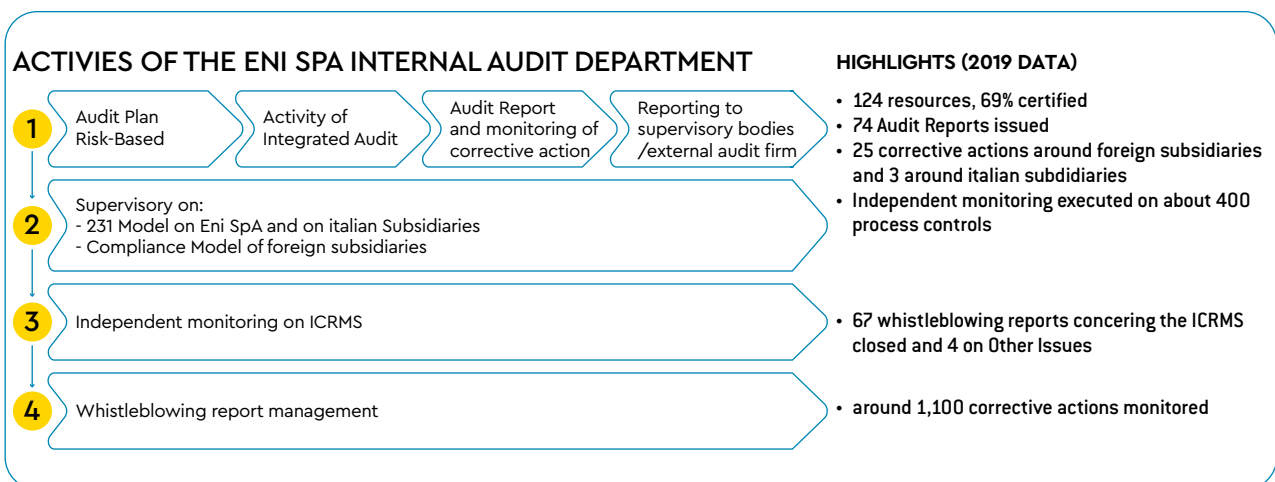 ACTIVIES OF THE ENI SPA INTERNAL AUDIT DEPARTMENT
1
Audit Plan
Risk-Based
Activity of
Integrated Audit
Audit Report
and monitoring of
corrective action
Reporting to
supervisory bodies
/external audit firm
2
Supervisory on:
- 231 Model on Eni SpA and on italian Subsidiaries
- Compliance Model of foreign subsidiaries
3
Independent monitoring on ICRMS
4
Whistleblowing report management
HIGHLIGHTS (2019 DATA)
• 124 resources, 69% certified
• 74 Audit Reports issued
• 25 corrective actions around foreign subsidiaries
and 3 around italian subdidiaries
• Independent monitoring executed on about 400
process controls
• 67 whistleblowing reports concering the ICRMS
closed and 4 on Other Issues
• around 1,100 corrective actions monitored